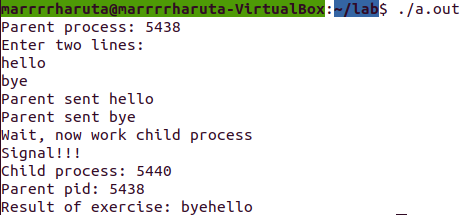 marrrrharuta@marrrrharuta-VirtualBox:~/lab$ ./a.out
Parent process: 5438
Enter two lines:
hello
bye
Parent sent hello
Parent sent bye
Wait, now work child process
Signal!!!
Child process: 5440
Parent pid: 5438
Result of exercise: byehello